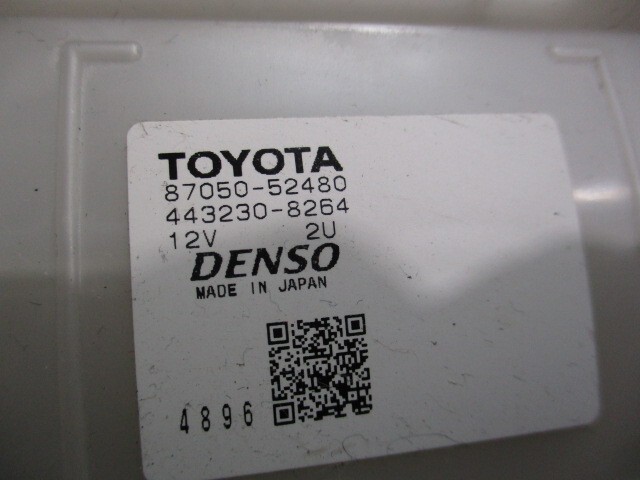 TOYOTA
87050-52480
443230-8264
12V 2U
DENSO
MADE IN JAPAN
4896